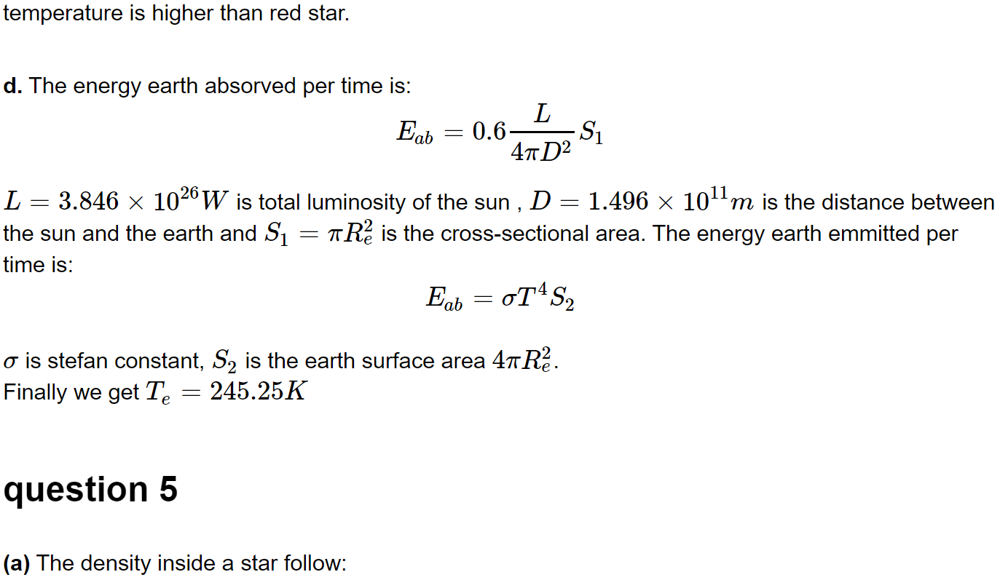 temperature is higher than red star.
d. The energy earth absorved per time is:
$E_{ab} = 0.6\frac{L}{4\pi D^2}S_1$
$L = 3.846 \times 10^{26}W$ is total luminosity of the sun , $D = 1.496 \times 10^{11}m$ is the distance between
the sun and the earth and $S_1 = \pi R_e^2$ is the cross-sectional area. The energy earth emmitted per
time is:
$E_{ab} = \sigma T^4 S_2$
$\sigma$ is stefan constant, $S_2$ is the earth surface area $4\pi R_e^2$.
Finally we get $T_e = 245.25K$
question 5
(a) The density inside a star follow: